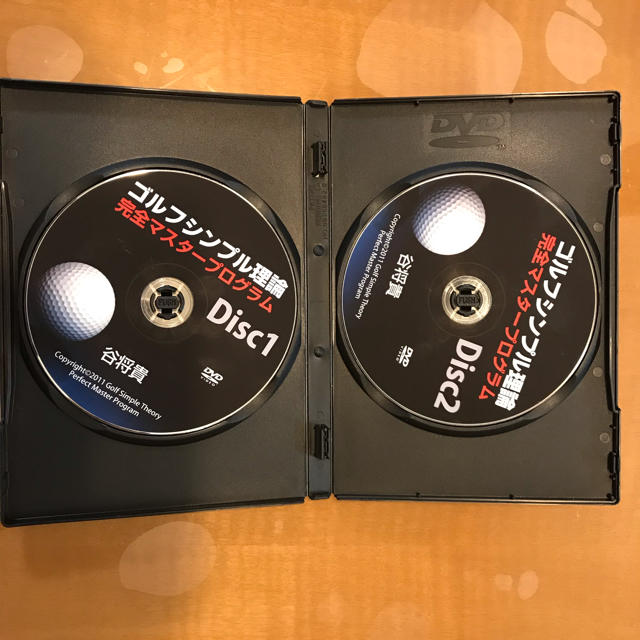 ゴルフシンプル理論
完全マスタープログラム
Disc1
谷将貴
DVD
VIDEO
Copyright©2011 Golf Simple Theory
Perfect Master Program
DVD
ゴルフシンプル理論
完全マスタープログラム
Disc2
谷将貴
DVD
VIDEO
Copyright©2011 Golf Simple Theory
Perfect Master Program